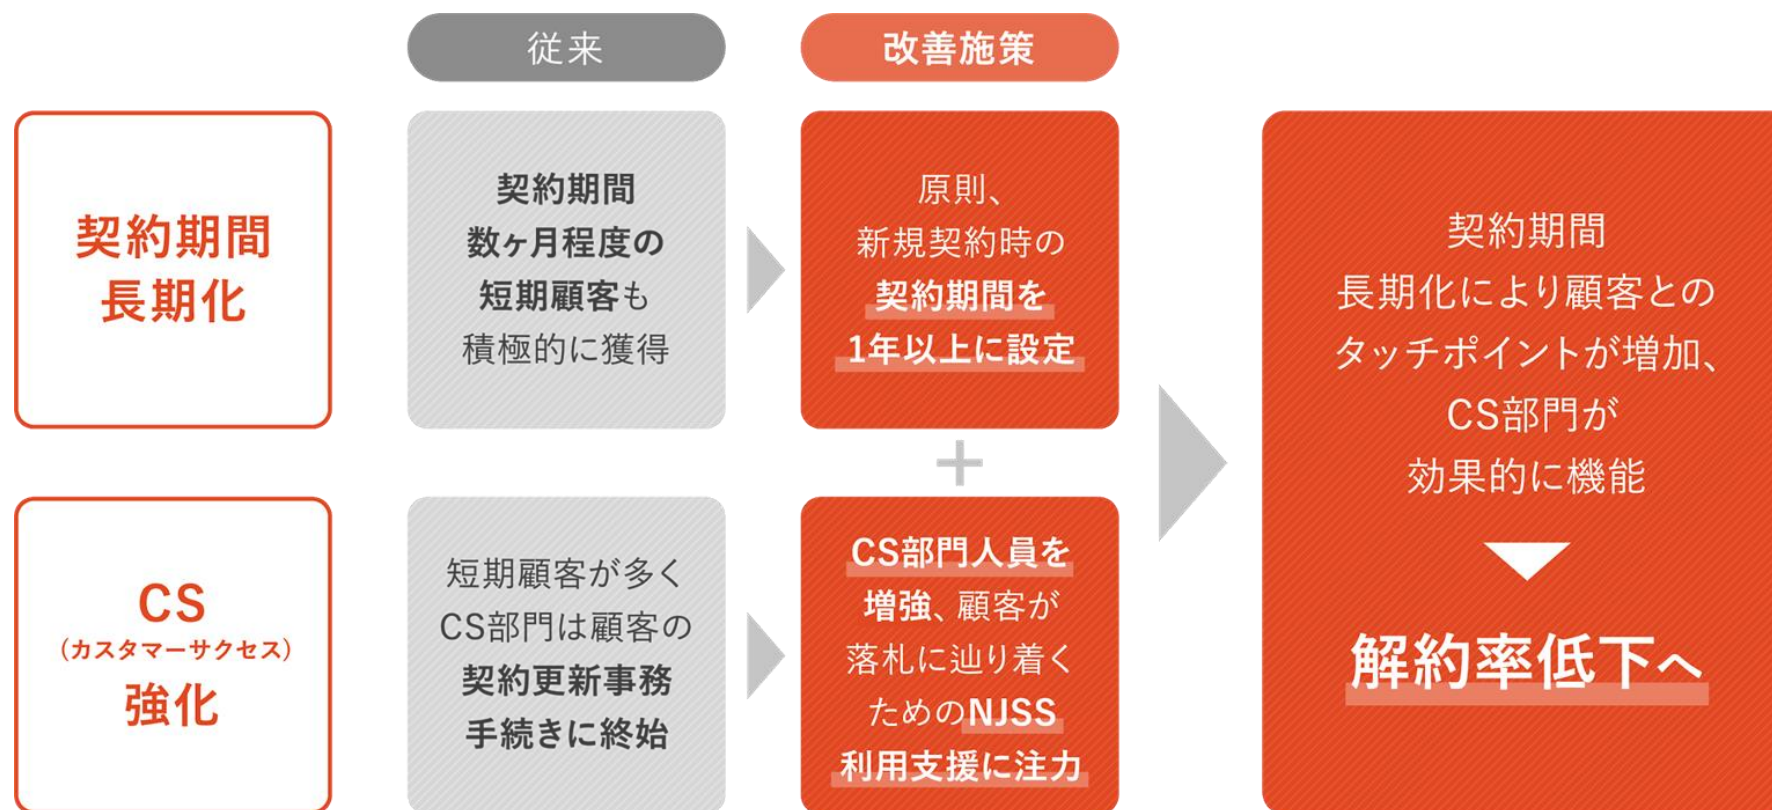 従来
改善施策
契約期間
長期化
契約期間
数ヶ月程度の
短期顧客も
積極的に獲得
原則、
新規契約時の
契約期間を
1年以上に設定
+
CS
(カスタマーサクセス)
強化
短期顧客が多く
CS部門は顧客の
契約更新事務
手続きに終始
CS部門人員を
増強、顧客が
落札に辿り着く
ためのNJSS
利用支援に注力
契約期間
長期化により顧客との
タッチポイントが増加、
CS部門が
効果的に機能
解約率低下へ